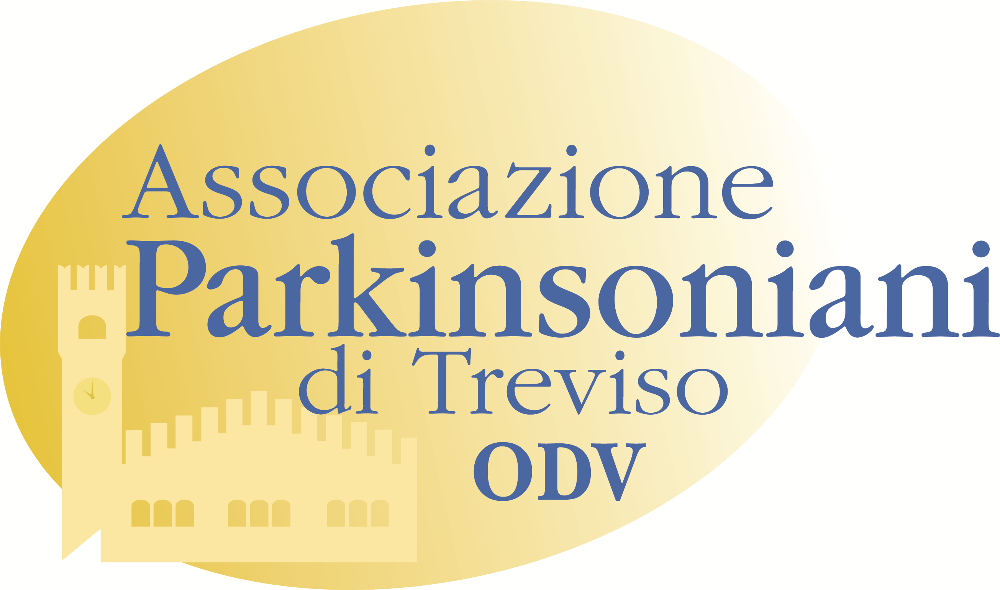 Associazione
Parkinsoniani
di Treviso
ODV